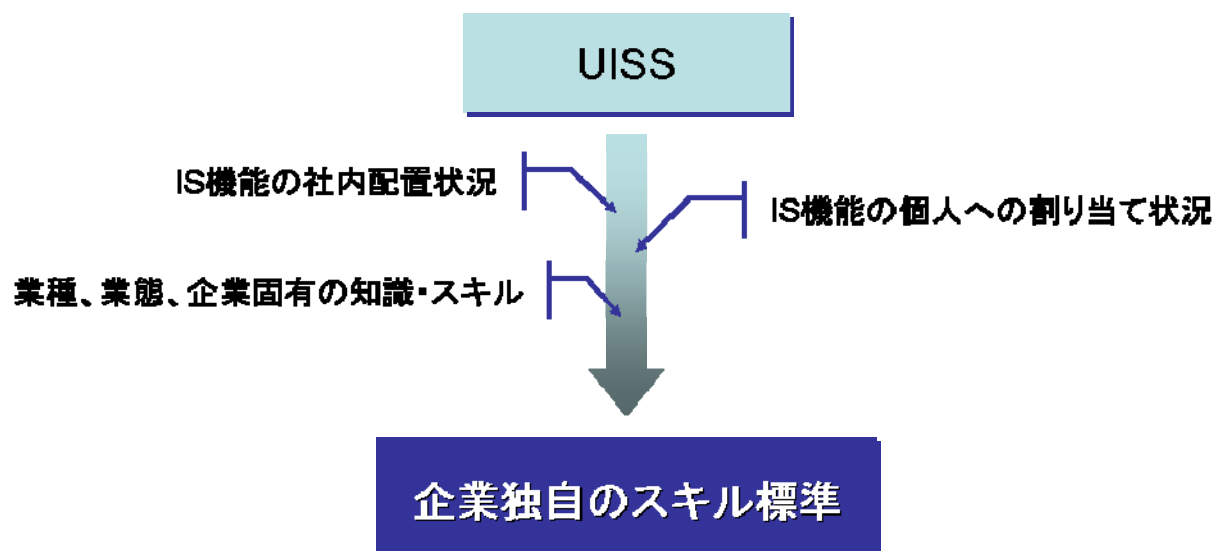 UISS
IS機能の社内配置状況
IS機能の個人への割り当て状況
業種、業態、企業固有の知識・スキル
企業独自のスキル標準